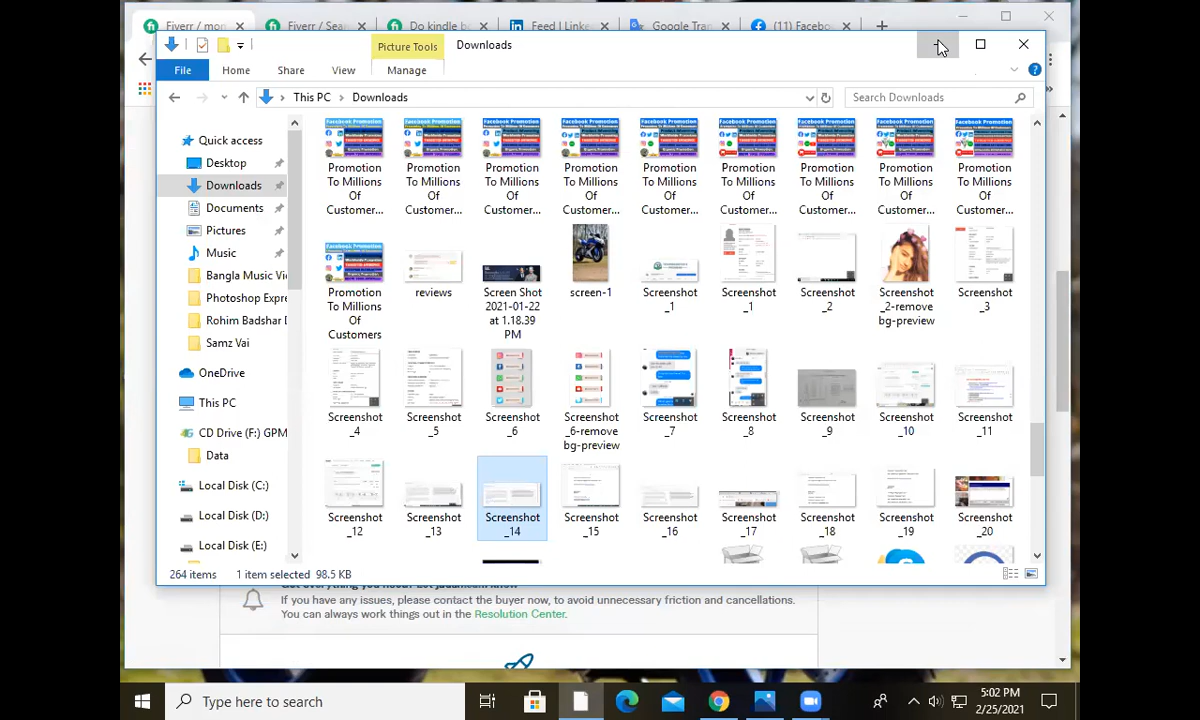 Fiverr / mon
Fiverr / Sea
Do kindle b
Feed | Linke
Google Tran
(11) Facebo
Picture Tools
Downloads
File
Home
Share
View
Manage
This PC
Downloads
Search Downloads
Quick access
Desktop
Downloads
Documents
Pictures
Music
Bangla Music Vi
Photoshop Expre
Rohim Badshar D
Samz Vai
OneDrive
This PC
CD Drive (F:) GPM
Data
Local Disk (C:)
Local Disk (D:)
Local Disk (E:)
Promotion To Millions Of Customer...
Promotion To Millions Of Customer...
Promotion To Millions Of Customer...
Promotion To Millions Of Customer...
Promotion To Millions Of Customer...
Promotion To Millions Of Customer...
Promotion To Millions Of Customer...
Promotion To Millions Of Customer...
Promotion To Millions Of Customer...
Promotion To Millions Of Customers
reviews
Screen Shot 2021-01-22 at 1.18.39 PM
screen-1
Screenshot _1
Screenshot _1
Screenshot _2
Screenshot _2-remove bg-preview
Screenshot _3
Screenshot _4
Screenshot _5
Screenshot _6
Screenshot _6-remove bg-preview
Screenshot _7
Screenshot _8
Screenshot _9
Screenshot _10
Screenshot _11
Screenshot _12
Screenshot _13
Screenshot _14
Screenshot _15
Screenshot _16
Screenshot _17
Screenshot _18
Screenshot _19
Screenshot _20
264 items
1 item selected 98.5 KB
If you have any issues, please contact the buyer now, to avoid unnecessary friction and cancellations.
You can always work things out in the Resolution Center.
Type here to search
5:02 PM
2/25/2021